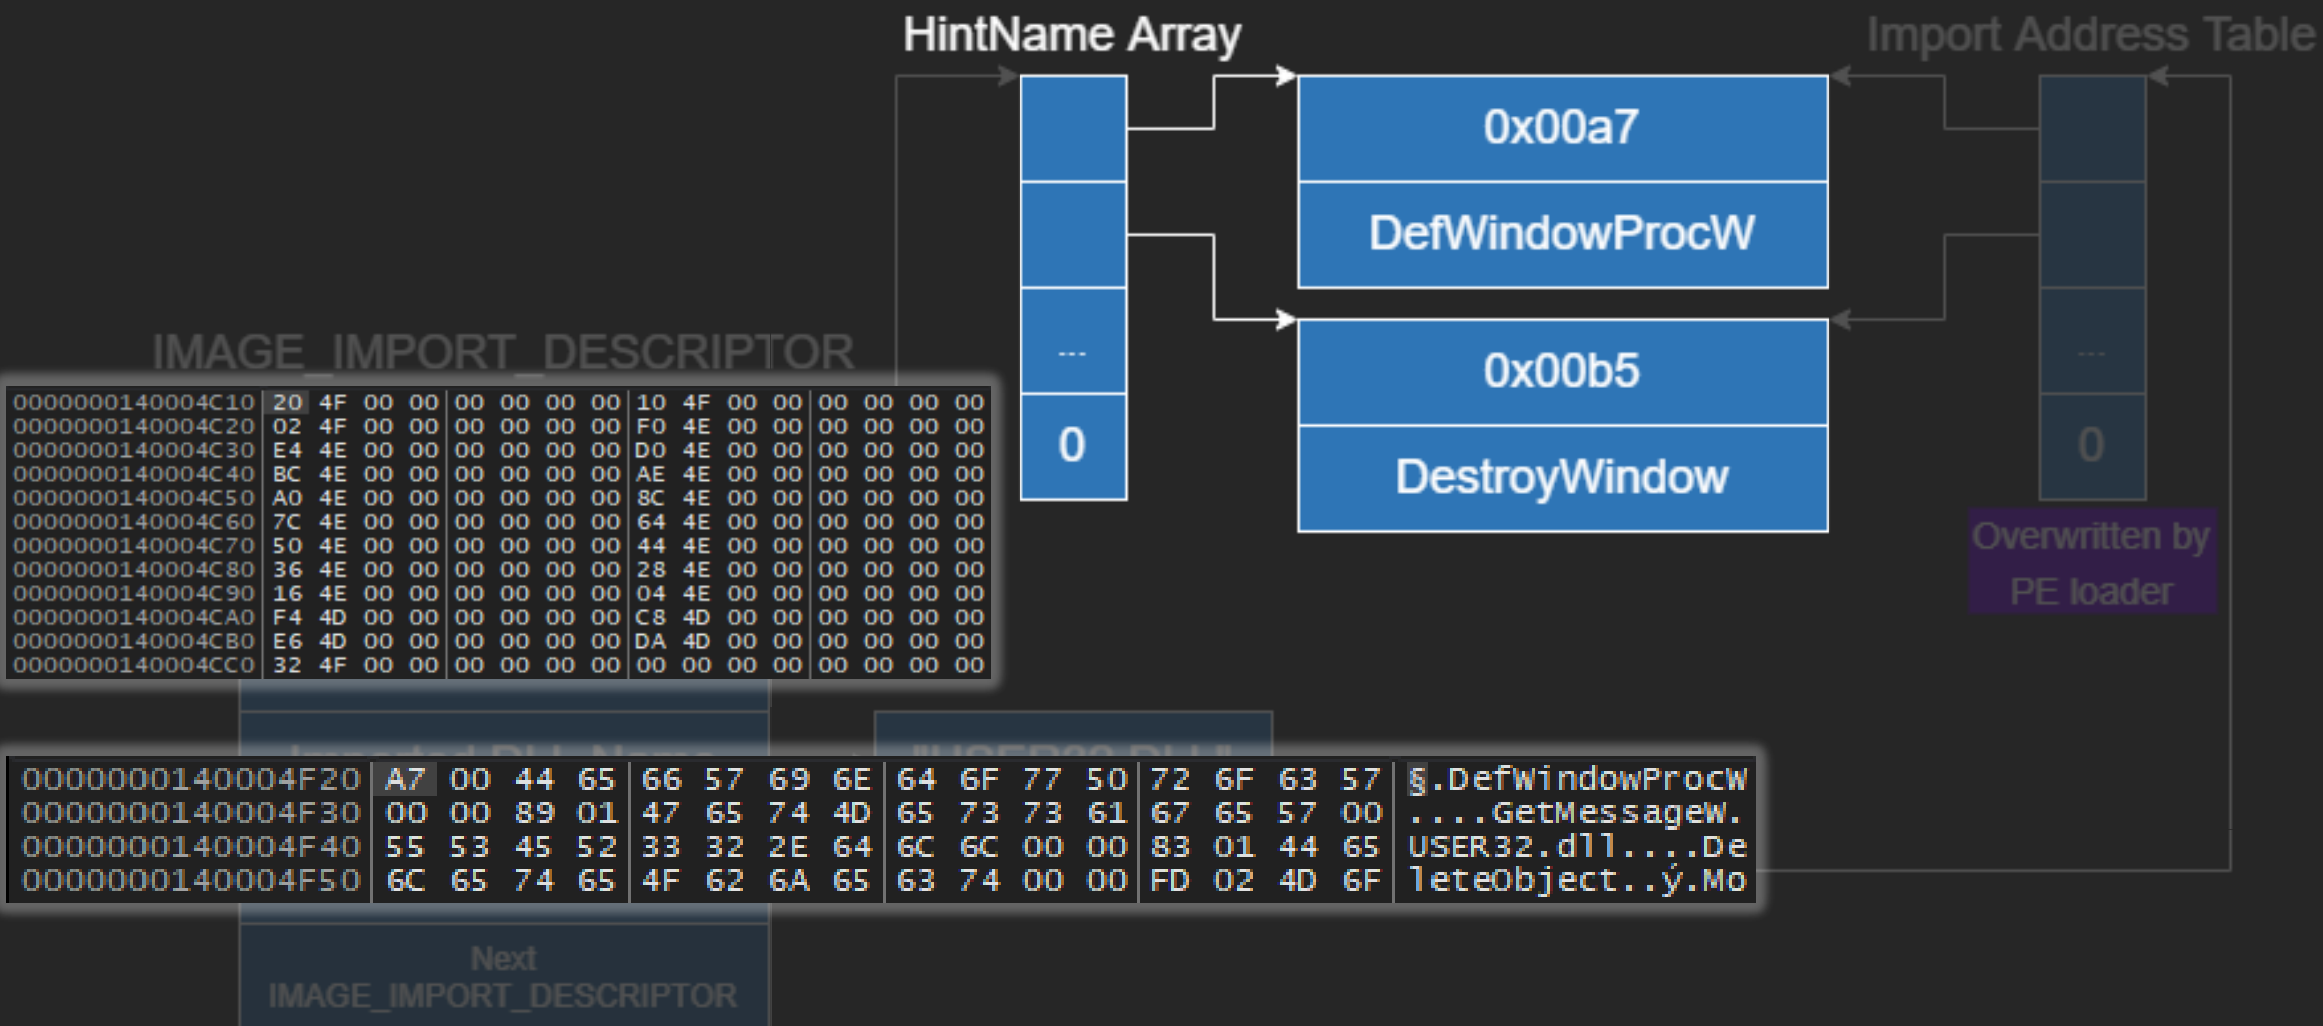 HintName Array
Import Address Table
0x00a7
DefWindowProcW
0x00b5
DestroyWindow
---
0
---
0
Overwritten by
PE loader
IMAGE_IMPORT_DESCRIPTOR
0000000140004C10 20 4F 00 00 00 00 00 00 10 4F 00 00 00 00 00 00
0000000140004C20 02 4F 00 00 00 00 00 00 F0 4E 00 00 00 00 00 00
0000000140004C30 E4 4E 00 00 00 00 00 00 D0 4E 00 00 00 00 00 00
0000000140004C40 BC 4E 00 00 00 00 00 00 AE 4E 00 00 00 00 00 00
0000000140004C50 A0 4E 00 00 00 00 00 00 8C 4E 00 00 00 00 00 00
0000000140004C60 7C 4E 00 00 00 00 00 00 64 4E 00 00 00 00 00 00
0000000140004C70 50 4E 00 00 00 00 00 00 44 4E 00 00 00 00 00 00
0000000140004C80 36 4E 00 00 00 00 00 00 28 4E 00 00 00 00 00 00
0000000140004C90 16 4E 00 00 00 00 00 00 04 4E 00 00 00 00 00 00
0000000140004CA0 F4 4D 00 00 00 00 00 00 C8 4D 00 00 00 00 00 00
0000000140004CB0 E6 4D 00 00 00 00 00 00 DA 4D 00 00 00 00 00 00
0000000140004CC0 32 4F 00 00 00 00 00 00 00 00 00 00 00 00 00 00
Imported DLL Name
"USER32.DLL"
0000000140004F20 A7 00 44 65 66 57 69 6E 64 6F 77 50 72 6F 63 57 §.DefWindowProcW
0000000140004F30 00 00 89 01 47 65 74 4D 65 73 73 61 67 65 57 00 ....GetMessageW.
0000000140004F40 55 53 45 52 33 32 2E 64 6C 6C 00 00 83 01 44 65 USER32.dll....De
0000000140004F50 6C 65 74 65 4F 62 6A 65 63 74 00 00 FD 02 4D 6F leteObject..ý.Mo
Next
IMAGE_IMPORT_DESCRIPTOR